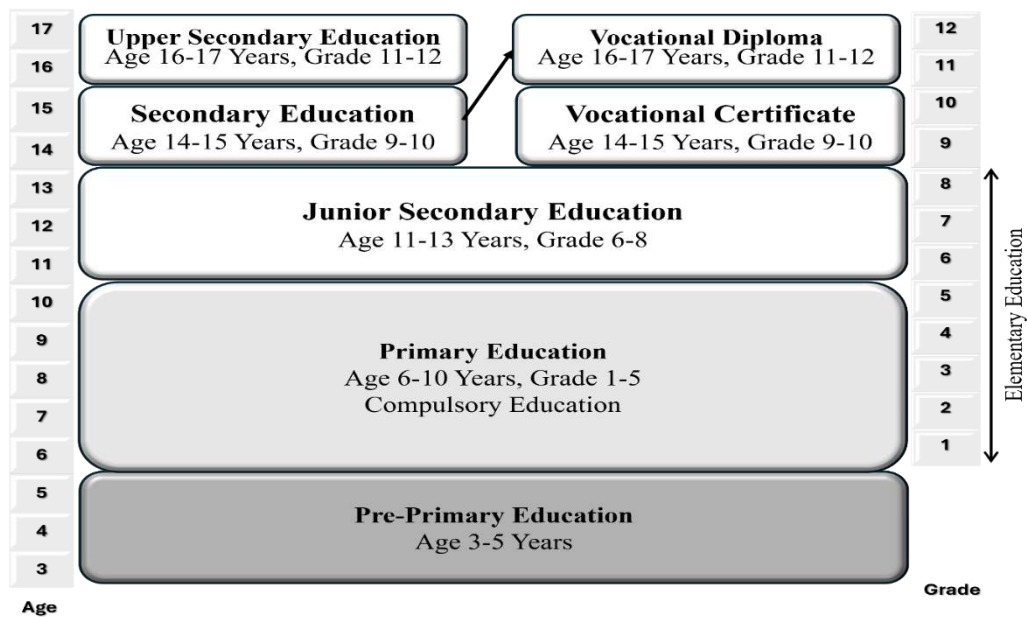 17
16
15
14
13
12
11
10
9
8
7
6
5
4
3
Age
Upper Secondary Education
Age 16-17 Years, Grade 11-12
Vocational Diploma
Age 16-17 Years, Grade 11-12
Secondary Education
Age 14-15 Years, Grade 9-10
Vocational Certificate
Age 14-15 Years, Grade 9-10
Junior Secondary Education
Age 11-13 Years, Grade 6-8
Primary Education
Age 6-10 Years, Grade 1-5
Compulsory Education
Pre-Primary Education
Age 3-5 Years
12
11
10
9
8
7
6
5
4
3
2
1
Grade
Elementary Education